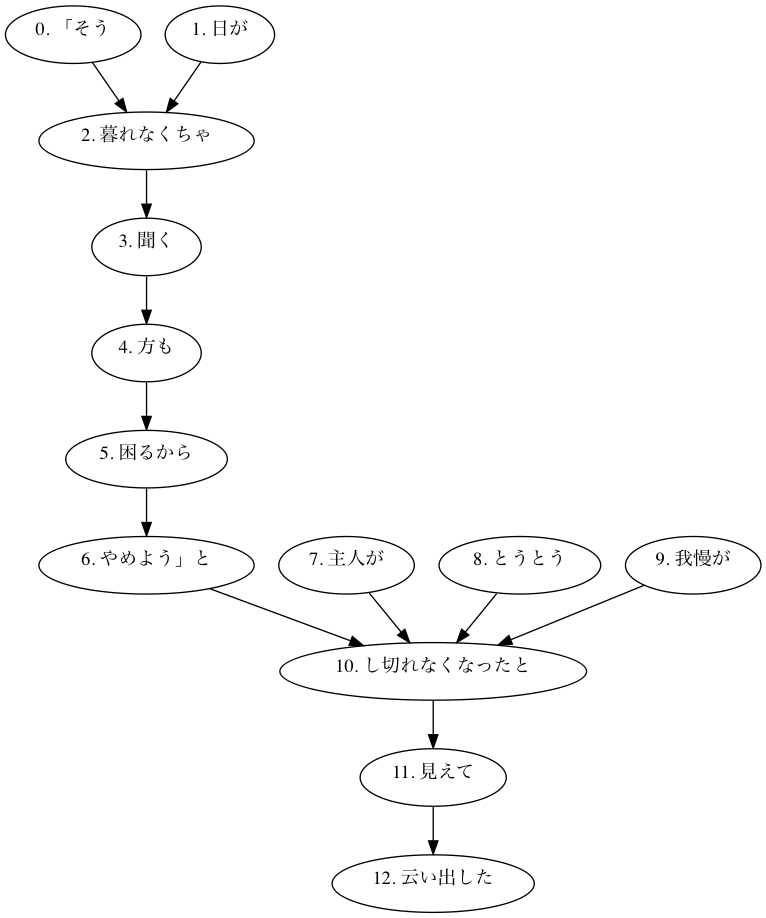 0. 「そう
1. 日が
2. 暮れなくちゃ
3. 聞く
4. 方も
5. 困るから
6. やめよう」と
7. 主人が
8. とうとう
9. 我慢が
10. し切れなくなったと
11. 見えて
12. 云い出した